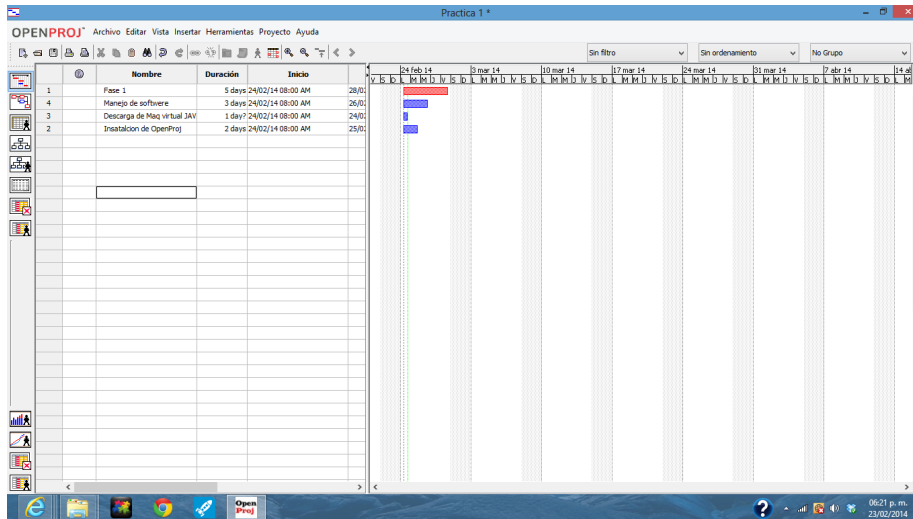 Practica 1 *
OPENPROJ Archivo Editar Vista Insertar Herramientas Proyecto Ayuda
Sin filtro Sin ordenamiento No Grupo
Nombre Duración Inicio
24 feb 14 3 mar 14 10 mar 14 17 mar 14 24 mar 14 31 mar 14 7 abr 14 14 ab
V S D L M M J V S D L M M J V S D L M M J V S D L M M J V S D L M M J V S D L M M J V S D L M M J V S D L M
1 Fase 1 5 days 24/02/14 08:00 AM 28/0
4 Manejo de softwere 3 days 24/02/14 08:00 AM 26/0
3 Descarga de Maq virtual JAV 1 day? 24/02/14 08:00 AM 24/0
2 Insatalcion de OpenProj 2 days 24/02/14 08:00 AM 25/0
Open
Proj
06:21 p. m.
23/02/2014